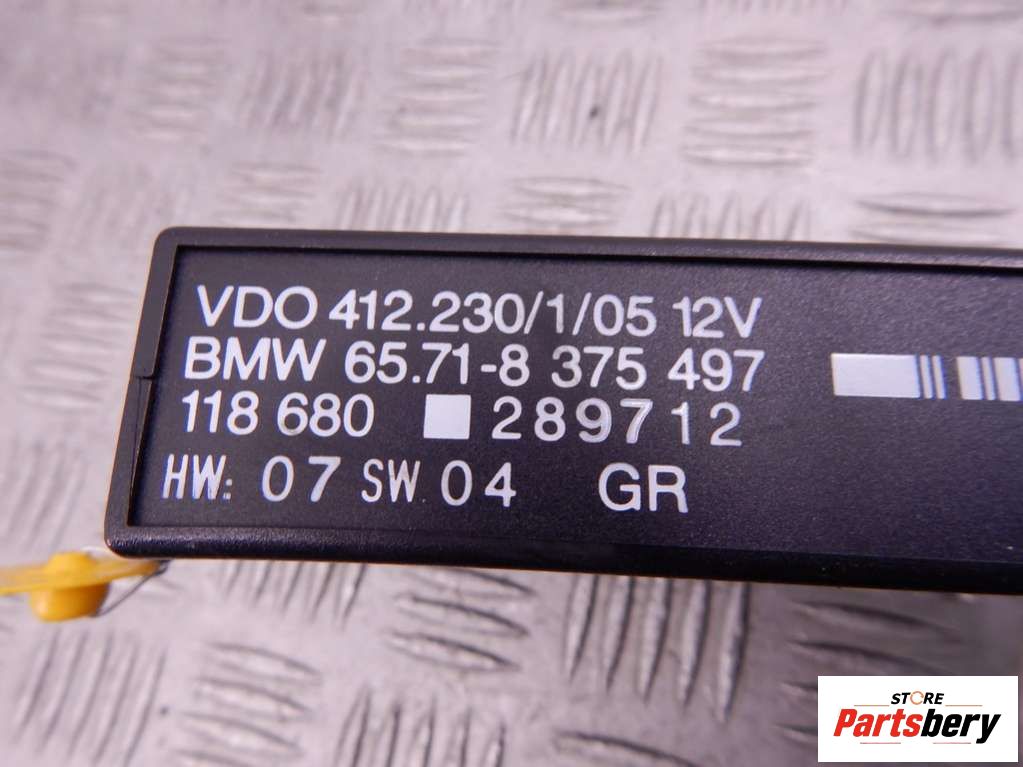 VDO 412.230/1/05 12V
BMW 65.71-8 375 497
118 680 289712
HW: 07 SW 04 GR
STORE
Partsbery